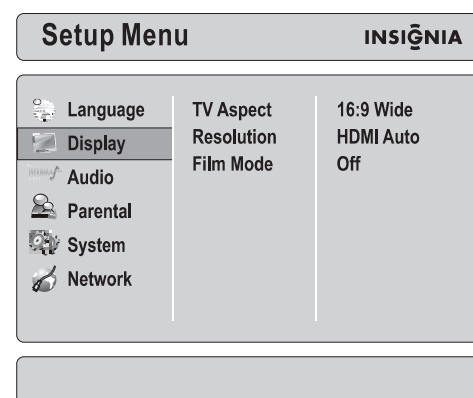 Setup Menu
INSIGNIA
Language
Display
Audio
Parental
System
Network
TV Aspect
Resolution
Film Mode
16:9 Wide
HDMI Auto
Off